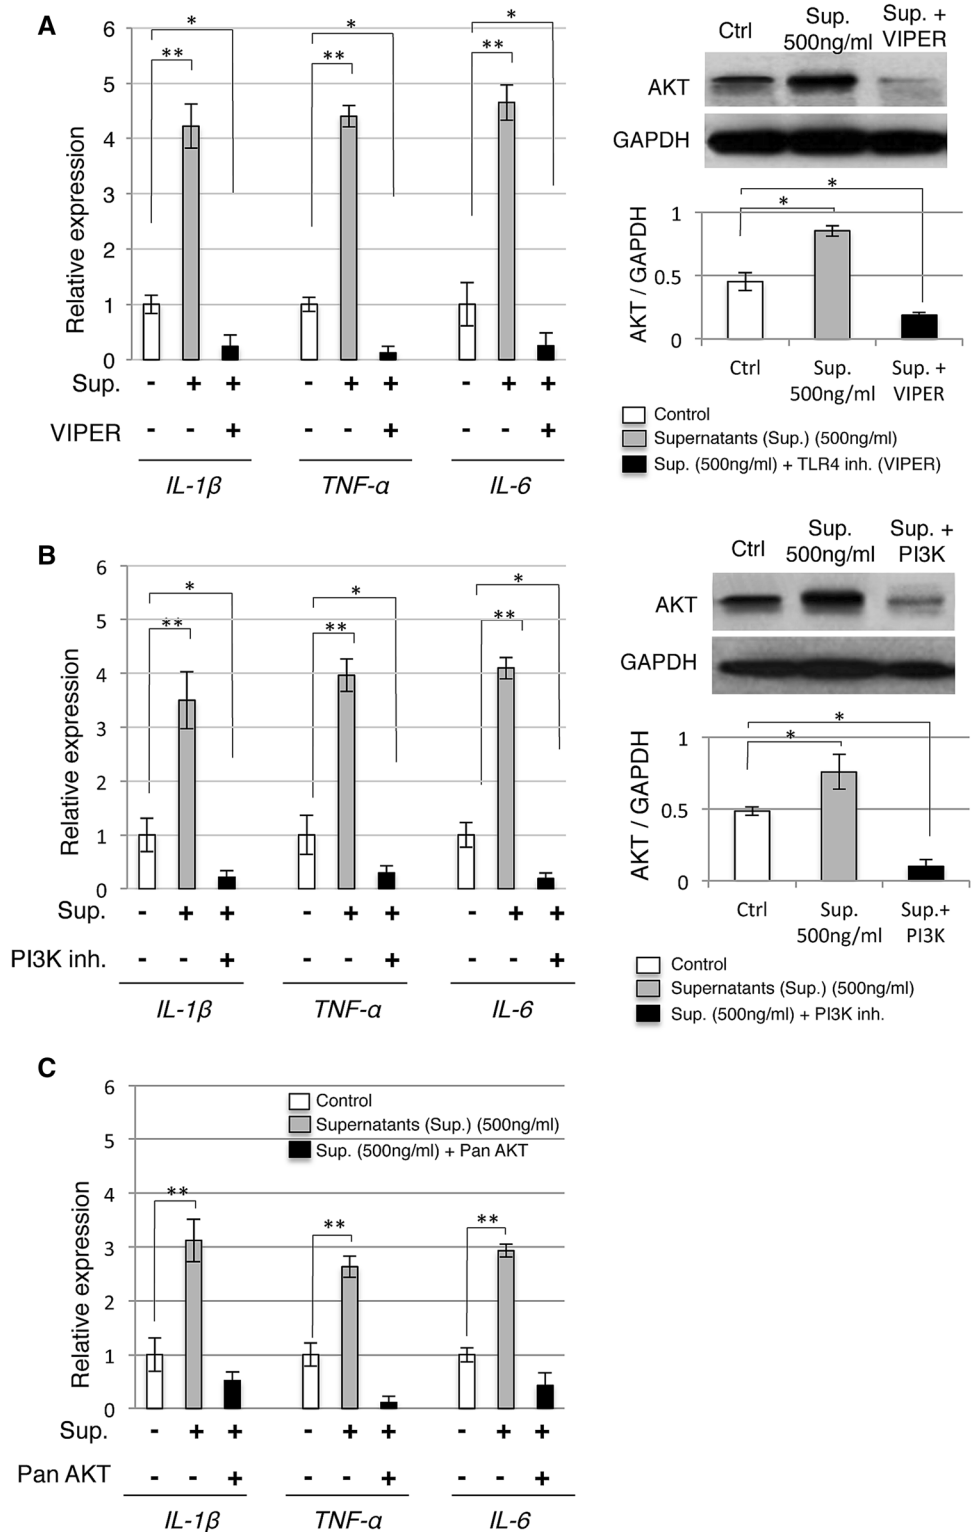 A
Relative expression
6
5
4
3
2
1
0
* ** * ** * **
Sup. - + + - + + - + +
VIPER - - + - - + - - +
IL-1β TNF-α IL-6
Ctrl Sup. 500ng/ml Sup. + VIPER
AKT
GAPDH
AKT / GAPDH
1
0.5
0
* *
Ctrl Sup. 500ng/ml Sup. + VIPER
Control
Supernatants (Sup.) (500ng/ml)
Sup. (500ng/ml) + TLR4 inh. (VIPER)
B
Relative expression
6
5
4
3
2
1
0
* ** * ** * **
Sup. - + + - + + - + +
PI3K inh. - - + - - + - - +
IL-1β TNF-α IL-6
Ctrl Sup. 500ng/ml Sup. + PI3K
AKT
GAPDH
AKT / GAPDH
1
0.5
0
* *
Ctrl Sup. 500ng/ml Sup.+ PI3K
Control
Supernatants (Sup.) (500ng/ml)
Sup. (500ng/ml) + PI3K inh.
C
Relative expression
6
5
4
3
2
1
0
Control
Supernatants (Sup.) (500ng/ml)
Sup. (500ng/ml) + Pan AKT
** ** **
Sup. - + + - + + - + +
Pan AKT - - + - - + - - +
IL-1β TNF-α IL-6